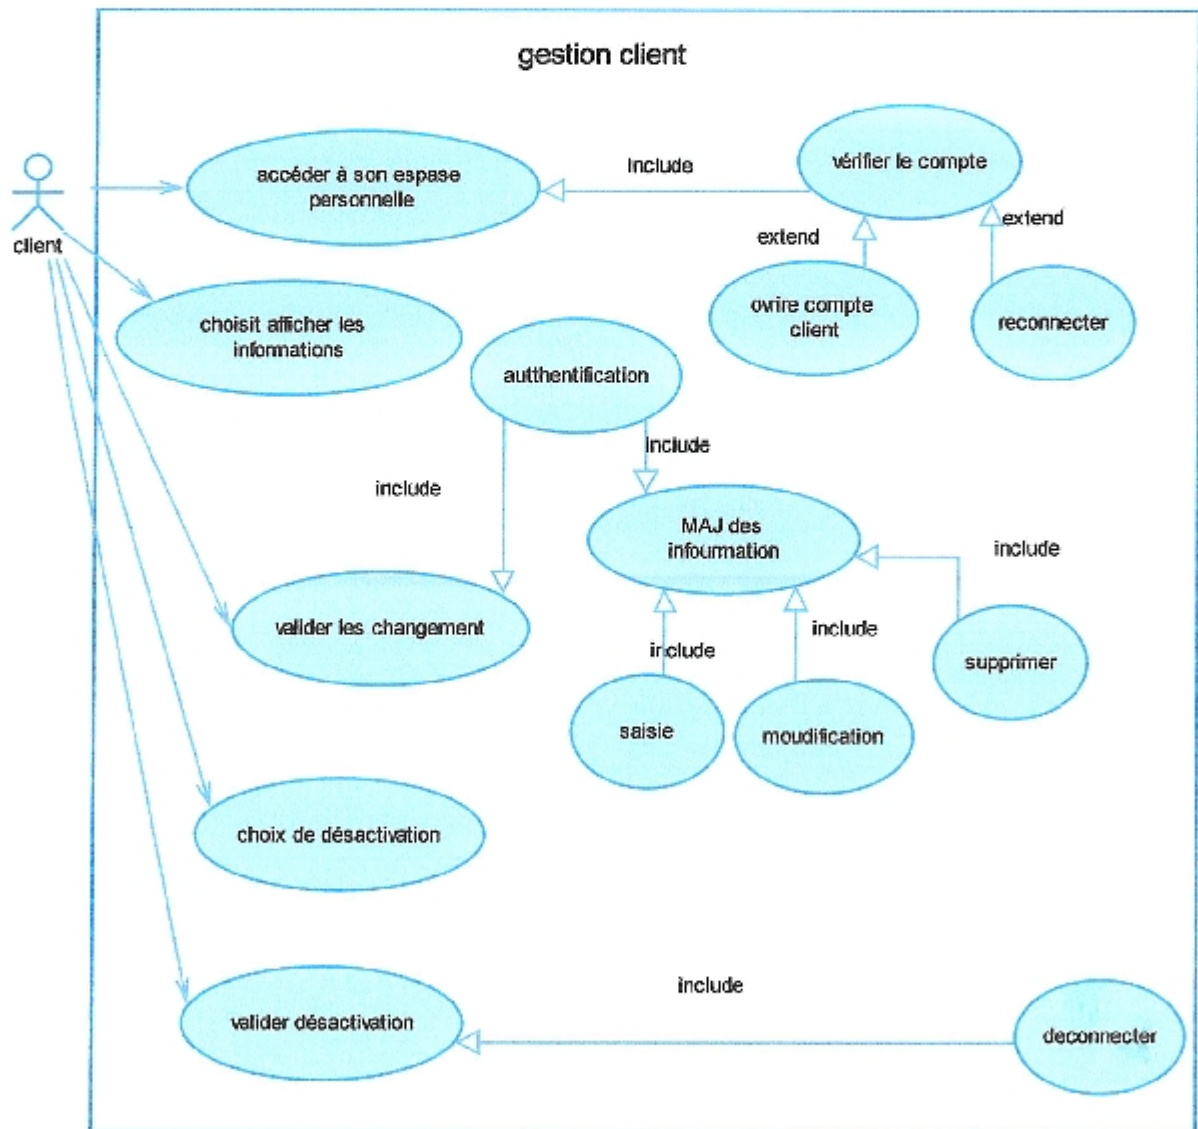 gestion client
accéder à son espase
personnelle
include
vérifier le compte
client
extend
extend
ovrire compte
client
reconnecter
choisit afficher les
informations
autthentification
include
include
MAJ des
infourmation
include
valider les changement
include
include
supprimer
saisie
moudification
choix de désactivation
include
valider désactivation
deconnecter